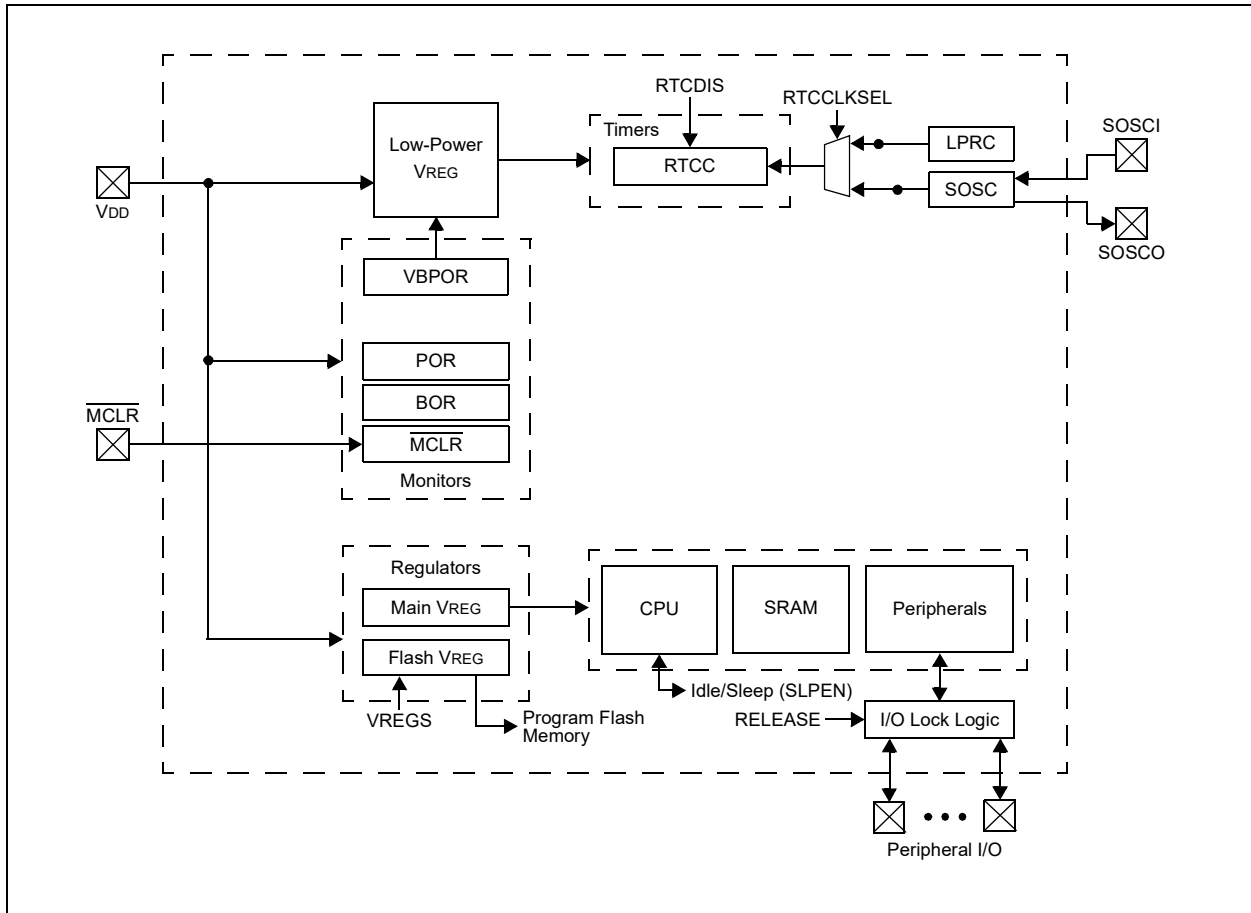 RTCDIS
RTCCLKSEL
Timers
SOSCI
Low-Power
VREG
LPRC
RTCC
SOSC
VDD
SOSCO
VBPOR
POR
MCLR
BOR
MCLR
Monitors
Regulators
Main VREG
CPU
SRAM
Peripherals
Flash VREG
Idle/Sleep (SLPEN)
VREGS
Program Flash
Memory
RELEASE
I/O Lock Logic
Peripheral I/O